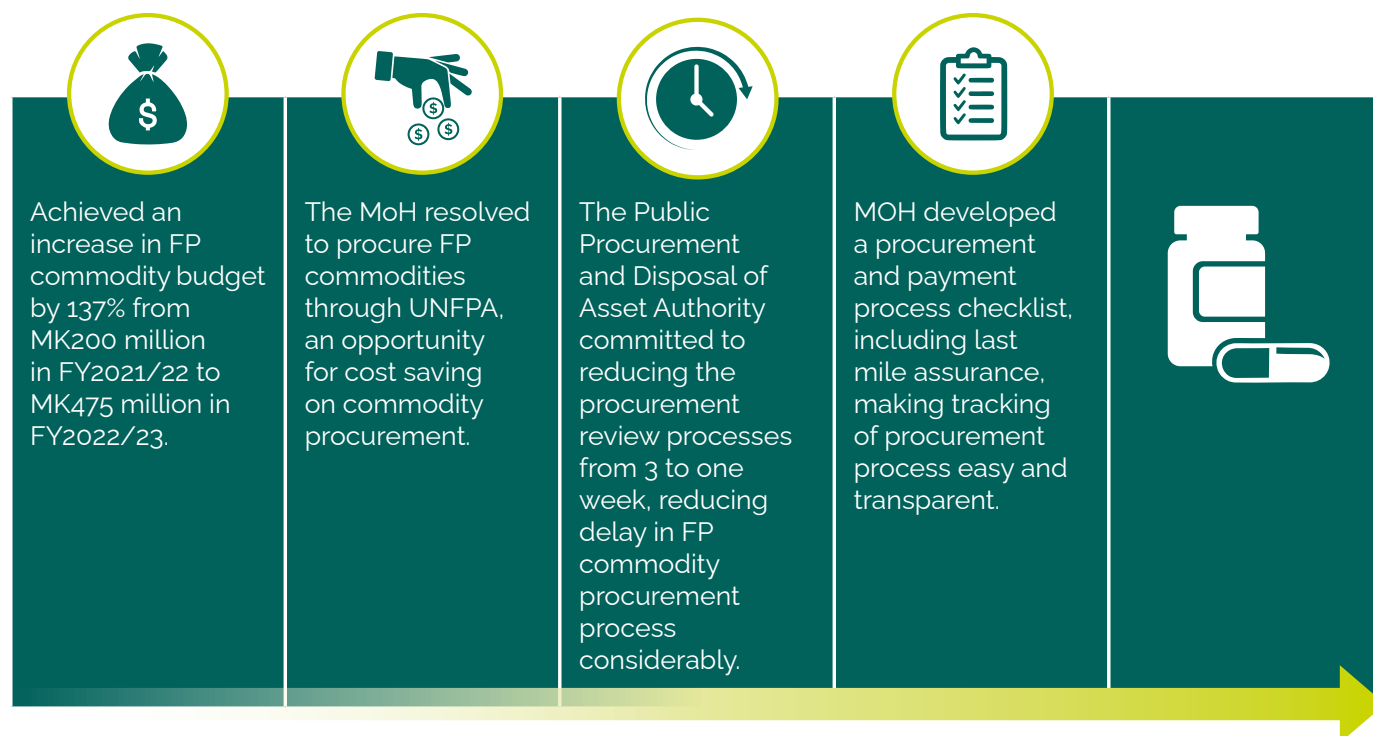 $
$
$
$
Achieved an
increase in FP
commodity budget
by 137% from
MK200 million
in FY2021/22 to
MK475 million in
FY2022/23.
The MoH resolved
to procure FP
commodities
through UNFPA,
an opportunity
for cost saving
on commodity
procurement.
The Public
Procurement
and Disposal of
Asset Authority
committed to
reducing the
procurement
review processes
from 3 to one
week, reducing
delay in FP
commodity
procurement
process
considerably.
MOH developed
a procurement
and payment
process checklist,
including last
mile assurance,
making tracking
of procurement
process easy and
transparent.